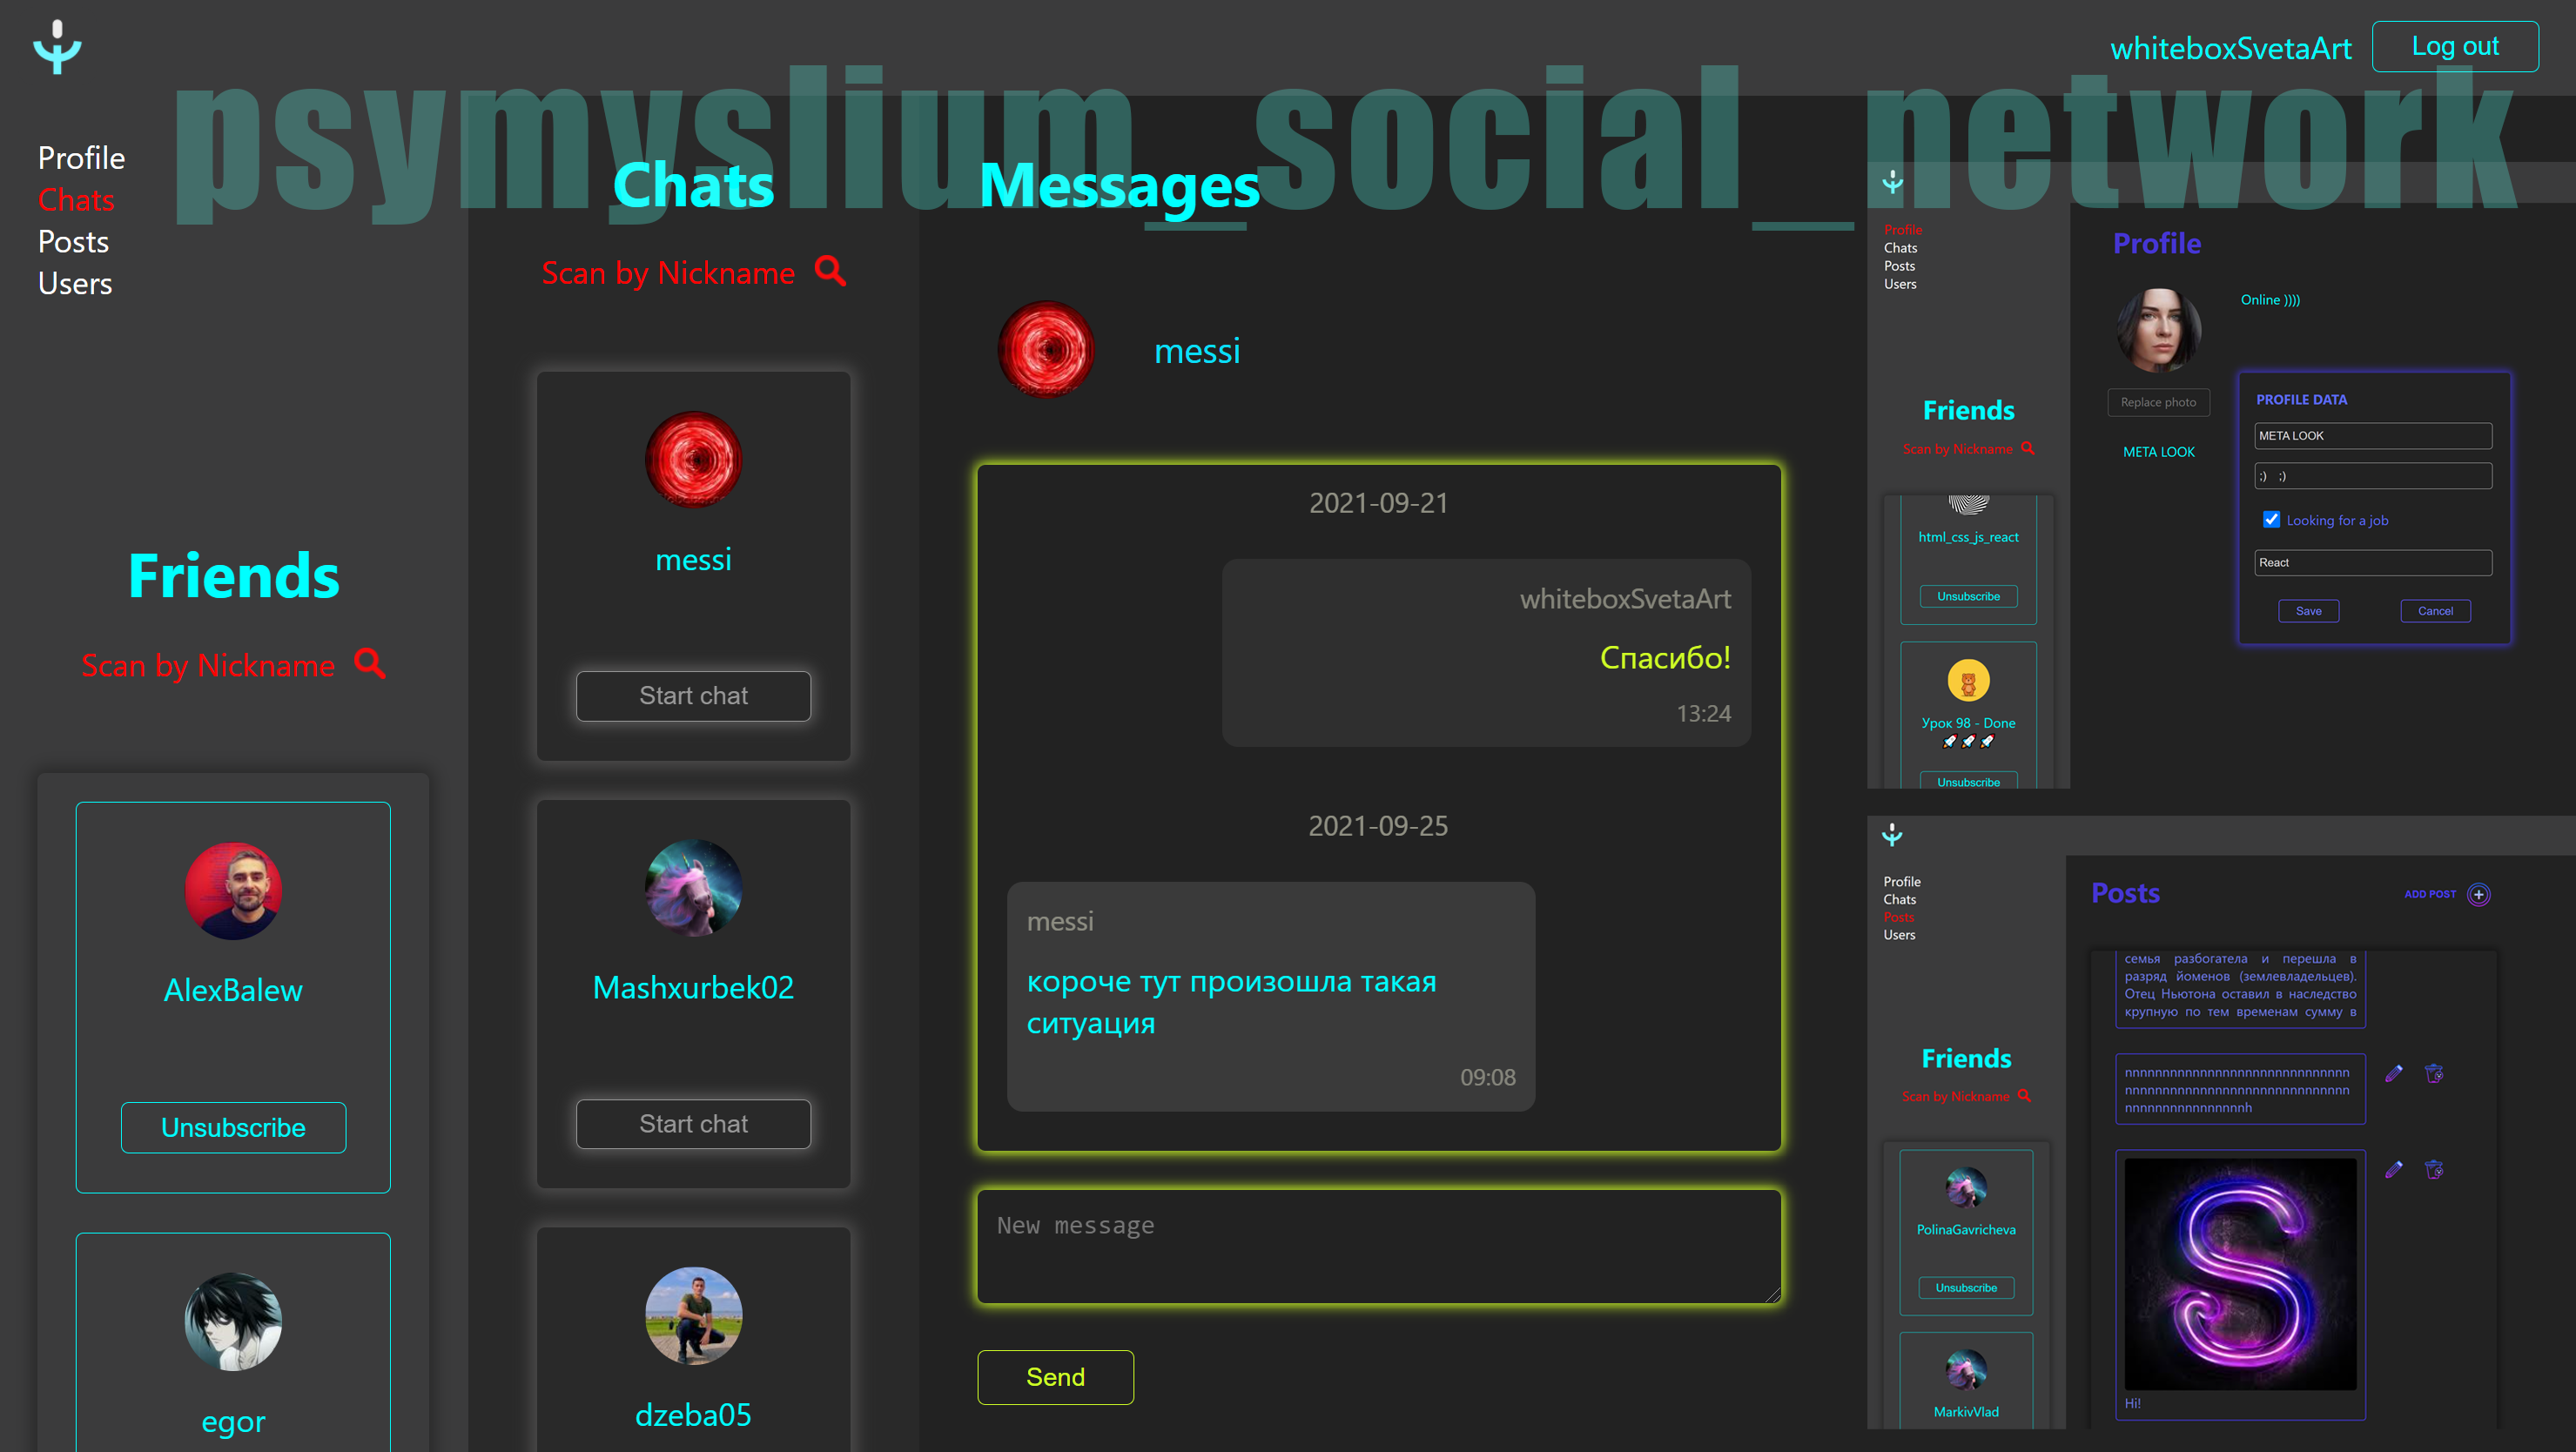 whiteboxSvetaArt
Log out
psymyslium_social_network
Profile
Chats
Posts
Users
Friends
Scan by Nickname
AlexBalew
Unsubscribe
egor
Chats
Scan by Nickname
messi
Start chat
Mashxurbek02
Start chat
dzeba05
Messages
messi
2021-09-21
whiteboxSvetaArt
Спасибо!
13:24
2021-09-25
messi
короче тут произошла такая
ситуация
09:08
New message
Send
Profile
Chats
Posts
Users
Friends
Scan by Nickname
html_css_js_react
Unsubscribe
Урок 98 - Done
🚀🚀🚀
Unsubscribe
Profile
Online ))))
Replace photo
META LOOK
PROFILE DATA
META LOOK
;) ;)
Looking for a job
React
Save
Cancel
Profile
Chats
Posts
Users
Friends
Scan by Nickname
PolinaGavricheva
Unsubscribe
MarkivVlad
Posts
ADD POST
семья разбогатела и перешла в
разряд йоменов (землевладельцев).
Отец Ньютона оставил в наследство
крупную по тем временам сумму в
nnnnnnnnnnnnnnnnnnnnnnnnnnnnnn
nnnnnnnnnnnnnnnnnnnnnnnnnnnnnn
nnnnnnnnnnnnnnnnh
S
Hi!